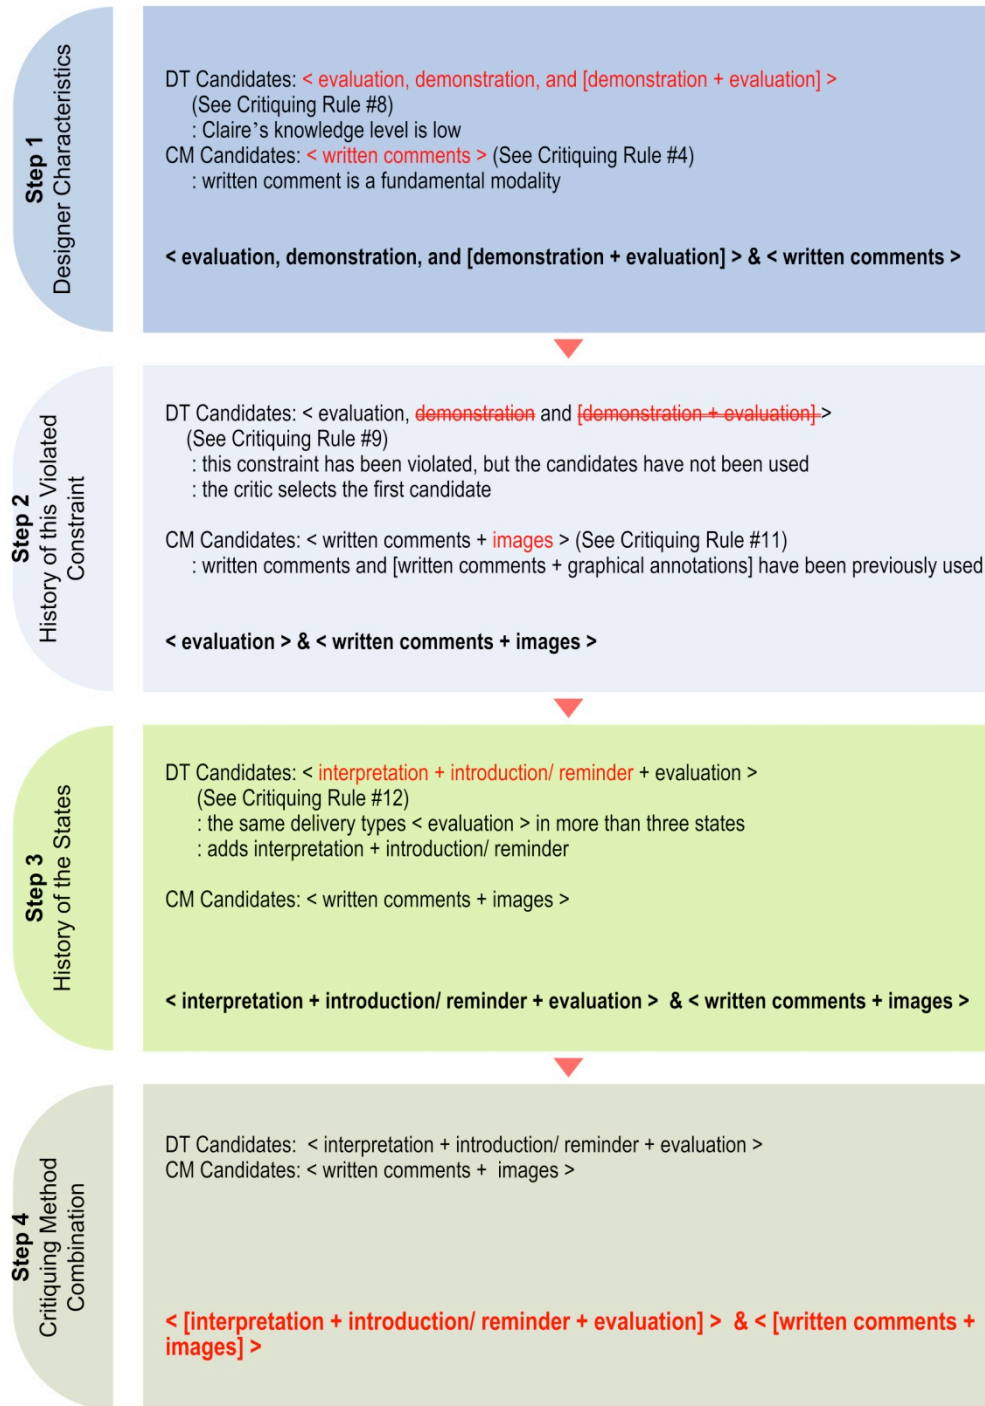 Step 1
Designer Characteristics
DT Candidates: < evaluation, demonstration, and [demonstration + evaluation] >
(See Critiquing Rule #8)
: Claire's knowledge level is low
CM Candidates: < written comments > (See Critiquing Rule #4)
: written comment is a fundamental modality
< evaluation, demonstration, and [demonstration + evaluation] > & < written comments >
Step 2
History of this Violated
Constraint
DT Candidates: < evaluation, demonstration and [demonstration + evaluation] >
(See Critiquing Rule #9)
: this constraint has been violated, but the candidates have not been used
: the critic selects the first candidate
CM Candidates: < written comments + images > (See Critiquing Rule #11)
: written comments and [written comments + graphical annotations] have been previously used
< evaluation > & < written comments + images >
Step 3
History of the States
DT Candidates: < interpretation + introduction/ reminder + evaluation >
(See Critiquing Rule #12)
: the same delivery types < evaluation > in more than three states
: adds interpretation + introduction/ reminder
CM Candidates: < written comments + images >
< interpretation + introduction/ reminder + evaluation > & < written comments + images >
Step 4
Critiquing Method
Combination
DT Candidates: < interpretation + introduction/ reminder + evaluation >
CM Candidates: < written comments + images >
< [interpretation + introduction/ reminder + evaluation] > & < [written comments +
images] >